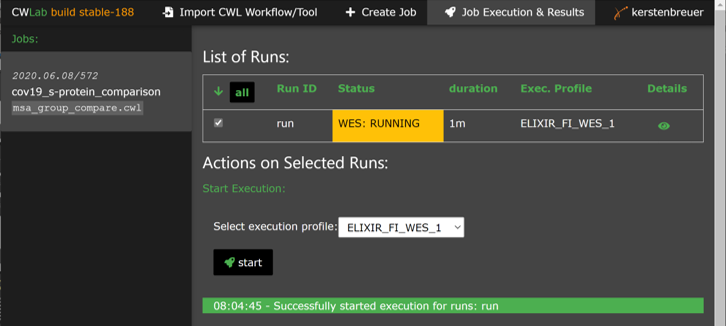 CWLab build stable-188 Import CWL Workflow/Tool Create Job Job Execution & Results kerstenbreuer
Jobs:
2020.06.08/572
cov19_s-protein_comparison
msa_group_compare.cwl
List of Runs:
all Run ID Status duration Exec. Profile Details
run WES: RUNNING 1m ELIXIR_FI_WES_1
Actions on Selected Runs:
Start Execution:
Select execution profile: ELIXIR_FI_WES_1
start
08:04:45 - Successfully started execution for runs: run